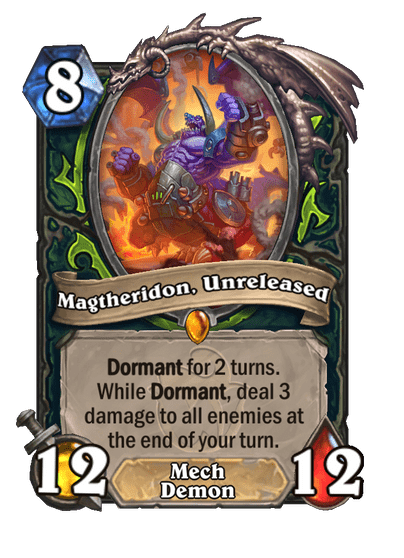 8
Magtheridon, Unreleased
Dormant for 2 turns.
While Dormant, deal 3
damage to all enemies at
the end of your turn.
12
Mech
Demon
12